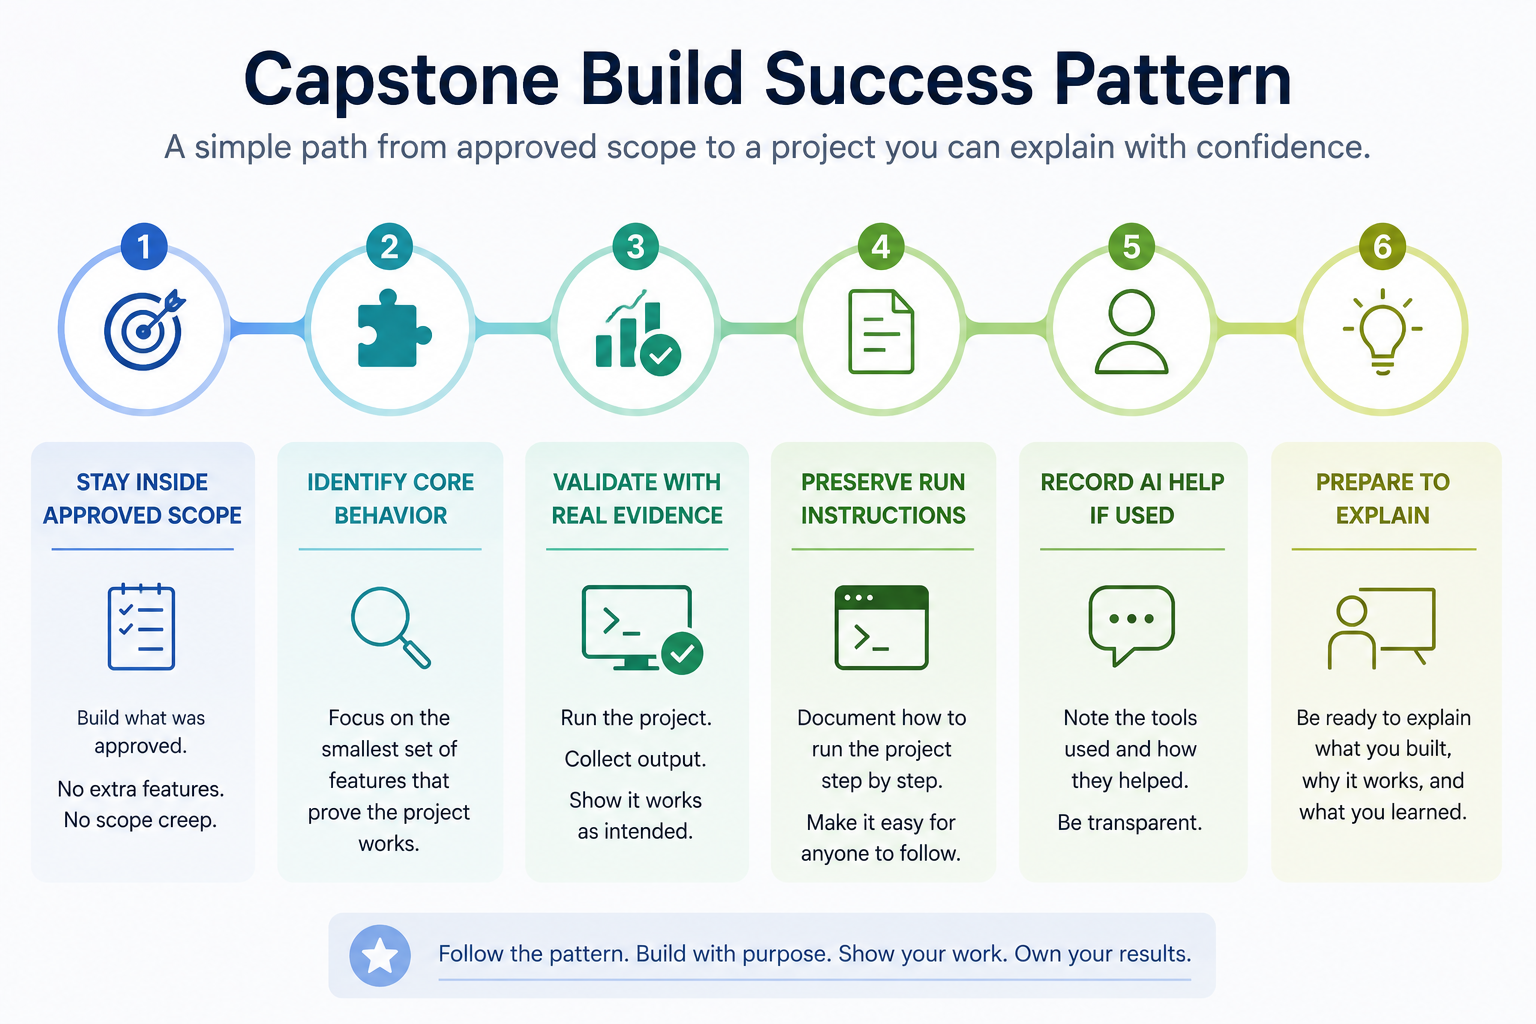 Capstone Build Success Pattern
A simple path from approved scope to a project you can explain with confidence.
1
2
3
4
5
6
STAY INSIDE
APPROVED SCOPE
Build what was
approved.
No extra features.
No scope creep.
IDENTIFY CORE
BEHAVIOR
Focus on the
smallest set of
features that
prove the project
works.
VALIDATE WITH
REAL EVIDENCE
Run the project.
Collect output.
Show it works
as intended.
PRESERVE RUN
INSTRUCTIONS
Document how to
run the project
step by step.
Make it easy for
anyone to follow.
RECORD AI HELP
IF USED
Note the tools
used and how
they helped.
Be transparent.
PREPARE TO
EXPLAIN
Be ready to explain
what you built,
why it works, and
what you learned.
Follow the pattern. Build with purpose. Show your work. Own your results.